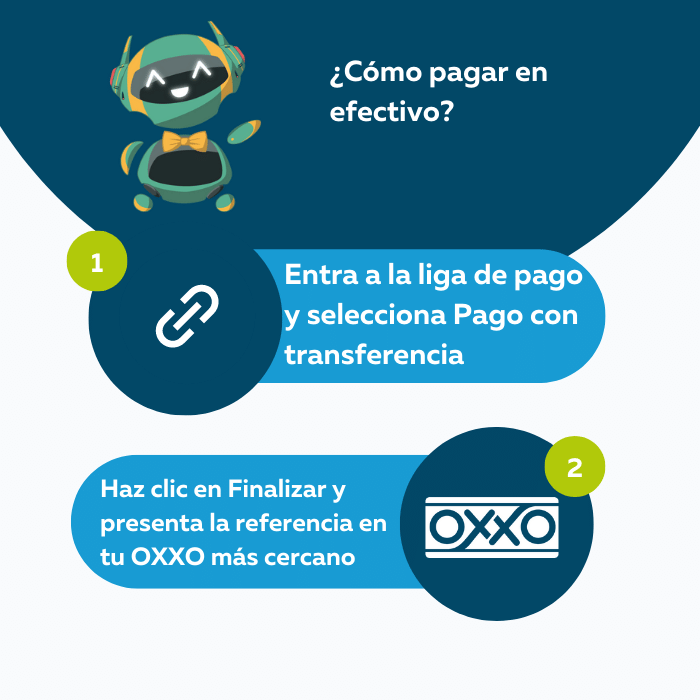 ¿Cómo pagar en
efectivo?
1
Entra a la liga de pago
y selecciona Pago con
transferencia
2
Haz clic en Finalizar y
presenta la referencia en
tu OXXO más cercano
OXXO